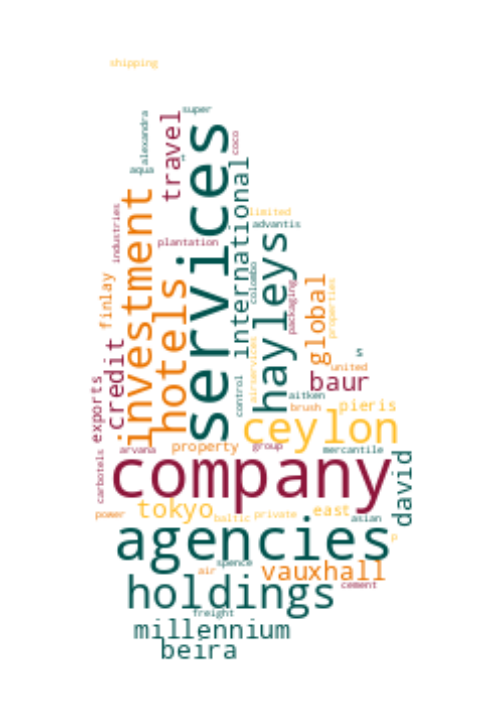 shipping
super
alexandra
travel
services
coco
t
aqua
international
investment
industries
limited
advantis
hayleys
plantation
colombo
finlay
hotels
global
packaging
properties
credit
airservices
s
united
baur
exports
control
aitken
brush
pieris
ceylon
arvana
property
group
mercantile
carbotels
company
david
power
tokyo
baltic
private
east
asian
agencies
p
spence
air
vauxhall
holdings
cement
freight
millennium
beira